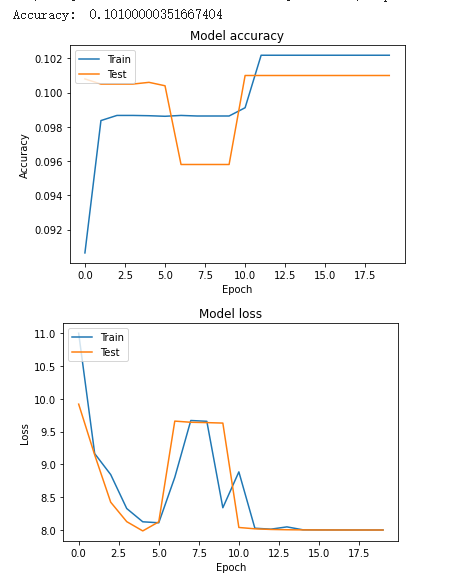 Accuracy: 0.10100000351667404
Model accuracy
Train
Test
0.102
0.100
0.098
0.096
0.094
0.092
Accuracy
0.0 2.5 5.0 7.5 10.0 12.5 15.0 17.5
Epoch
Model loss
Train
Test
11.0
10.5
10.0
9.5
9.0
8.5
8.0
Loss
0.0 2.5 5.0 7.5 10.0 12.5 15.0 17.5
Epoch